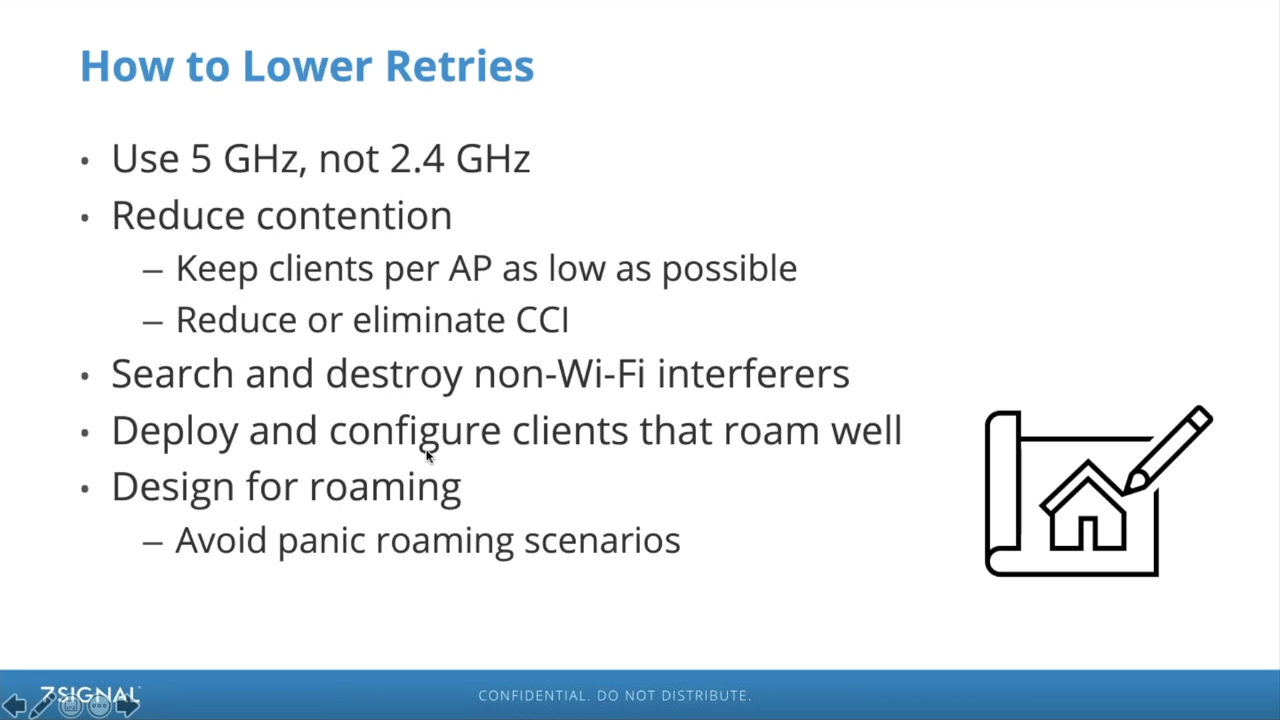 How to Lower Retries
• Use 5 GHz, not 2.4 GHz
• Reduce contention
– Keep clients per AP as low as possible
– Reduce or eliminate CCI
• Search and destroy non-Wi-Fi interferers
• Deploy and configure clients that roam well
• Design for roaming
– Avoid panic roaming scenarios
7SIGNAL
CONFIDENTIAL. DO NOT DISTRIBUTE.